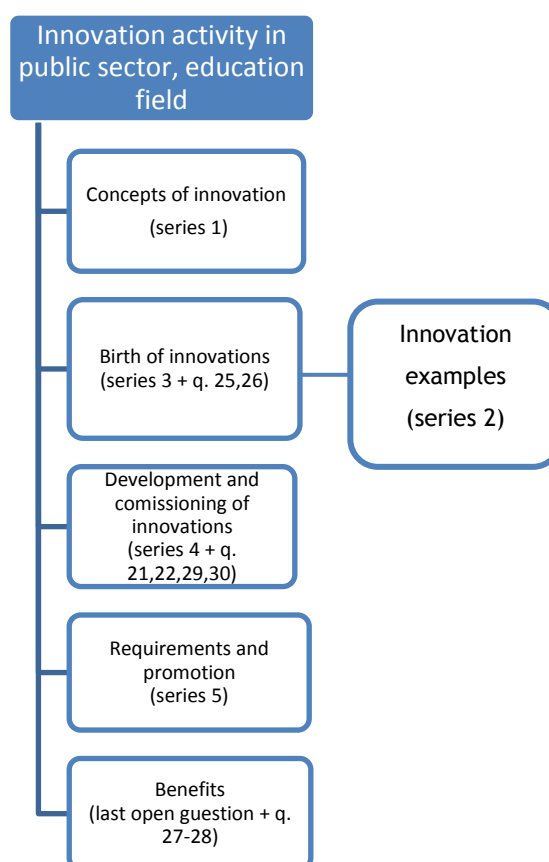 Innovation activity in
public sector, education
field
Concepts of innovation
(series 1)
Birth of innovations
(series 3 + q. 25,26)
Innovation
examples
(series 2)
Development and
comissioning of
innovations
(series 4 + q.
21,22,29,30)
Requirements and
promotion
(series 5)
Benefits
(last open guestion + q.
27-28)